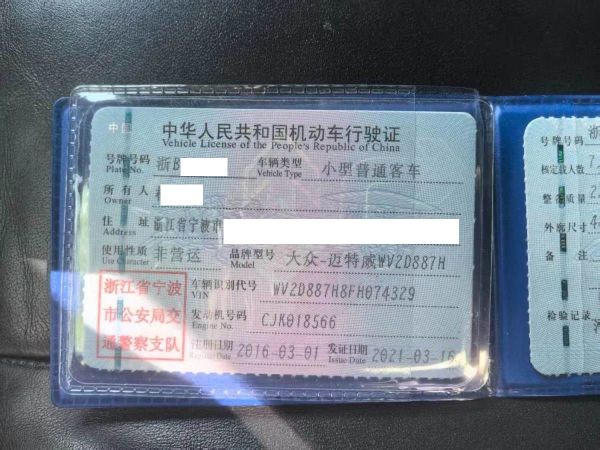 中国
中华人民共和国机动车行驶证
Vehicle License of the People's Republic of China
号牌号码 浙B 车辆类型 小型普通客车
Plate No. Vehicle Type
所有人
Owner
住址 浙江省宁波市
Address
使用性质 非营运 品牌型号 大众-迈特威WV2D887H
Use Character Model
浙江省宁波
市公安局交
通警察支队
车辆识别代号 WV2D887H8FH074329
VIN
发动机号码 CJK018566
Engine No.
注册日期 2016-03-01 发证日期 2021-03-16
Register Date Issue Date
号牌号码 浙
核定载人数 7
整备质量 2
外廓尺寸 4
备注
检验记录